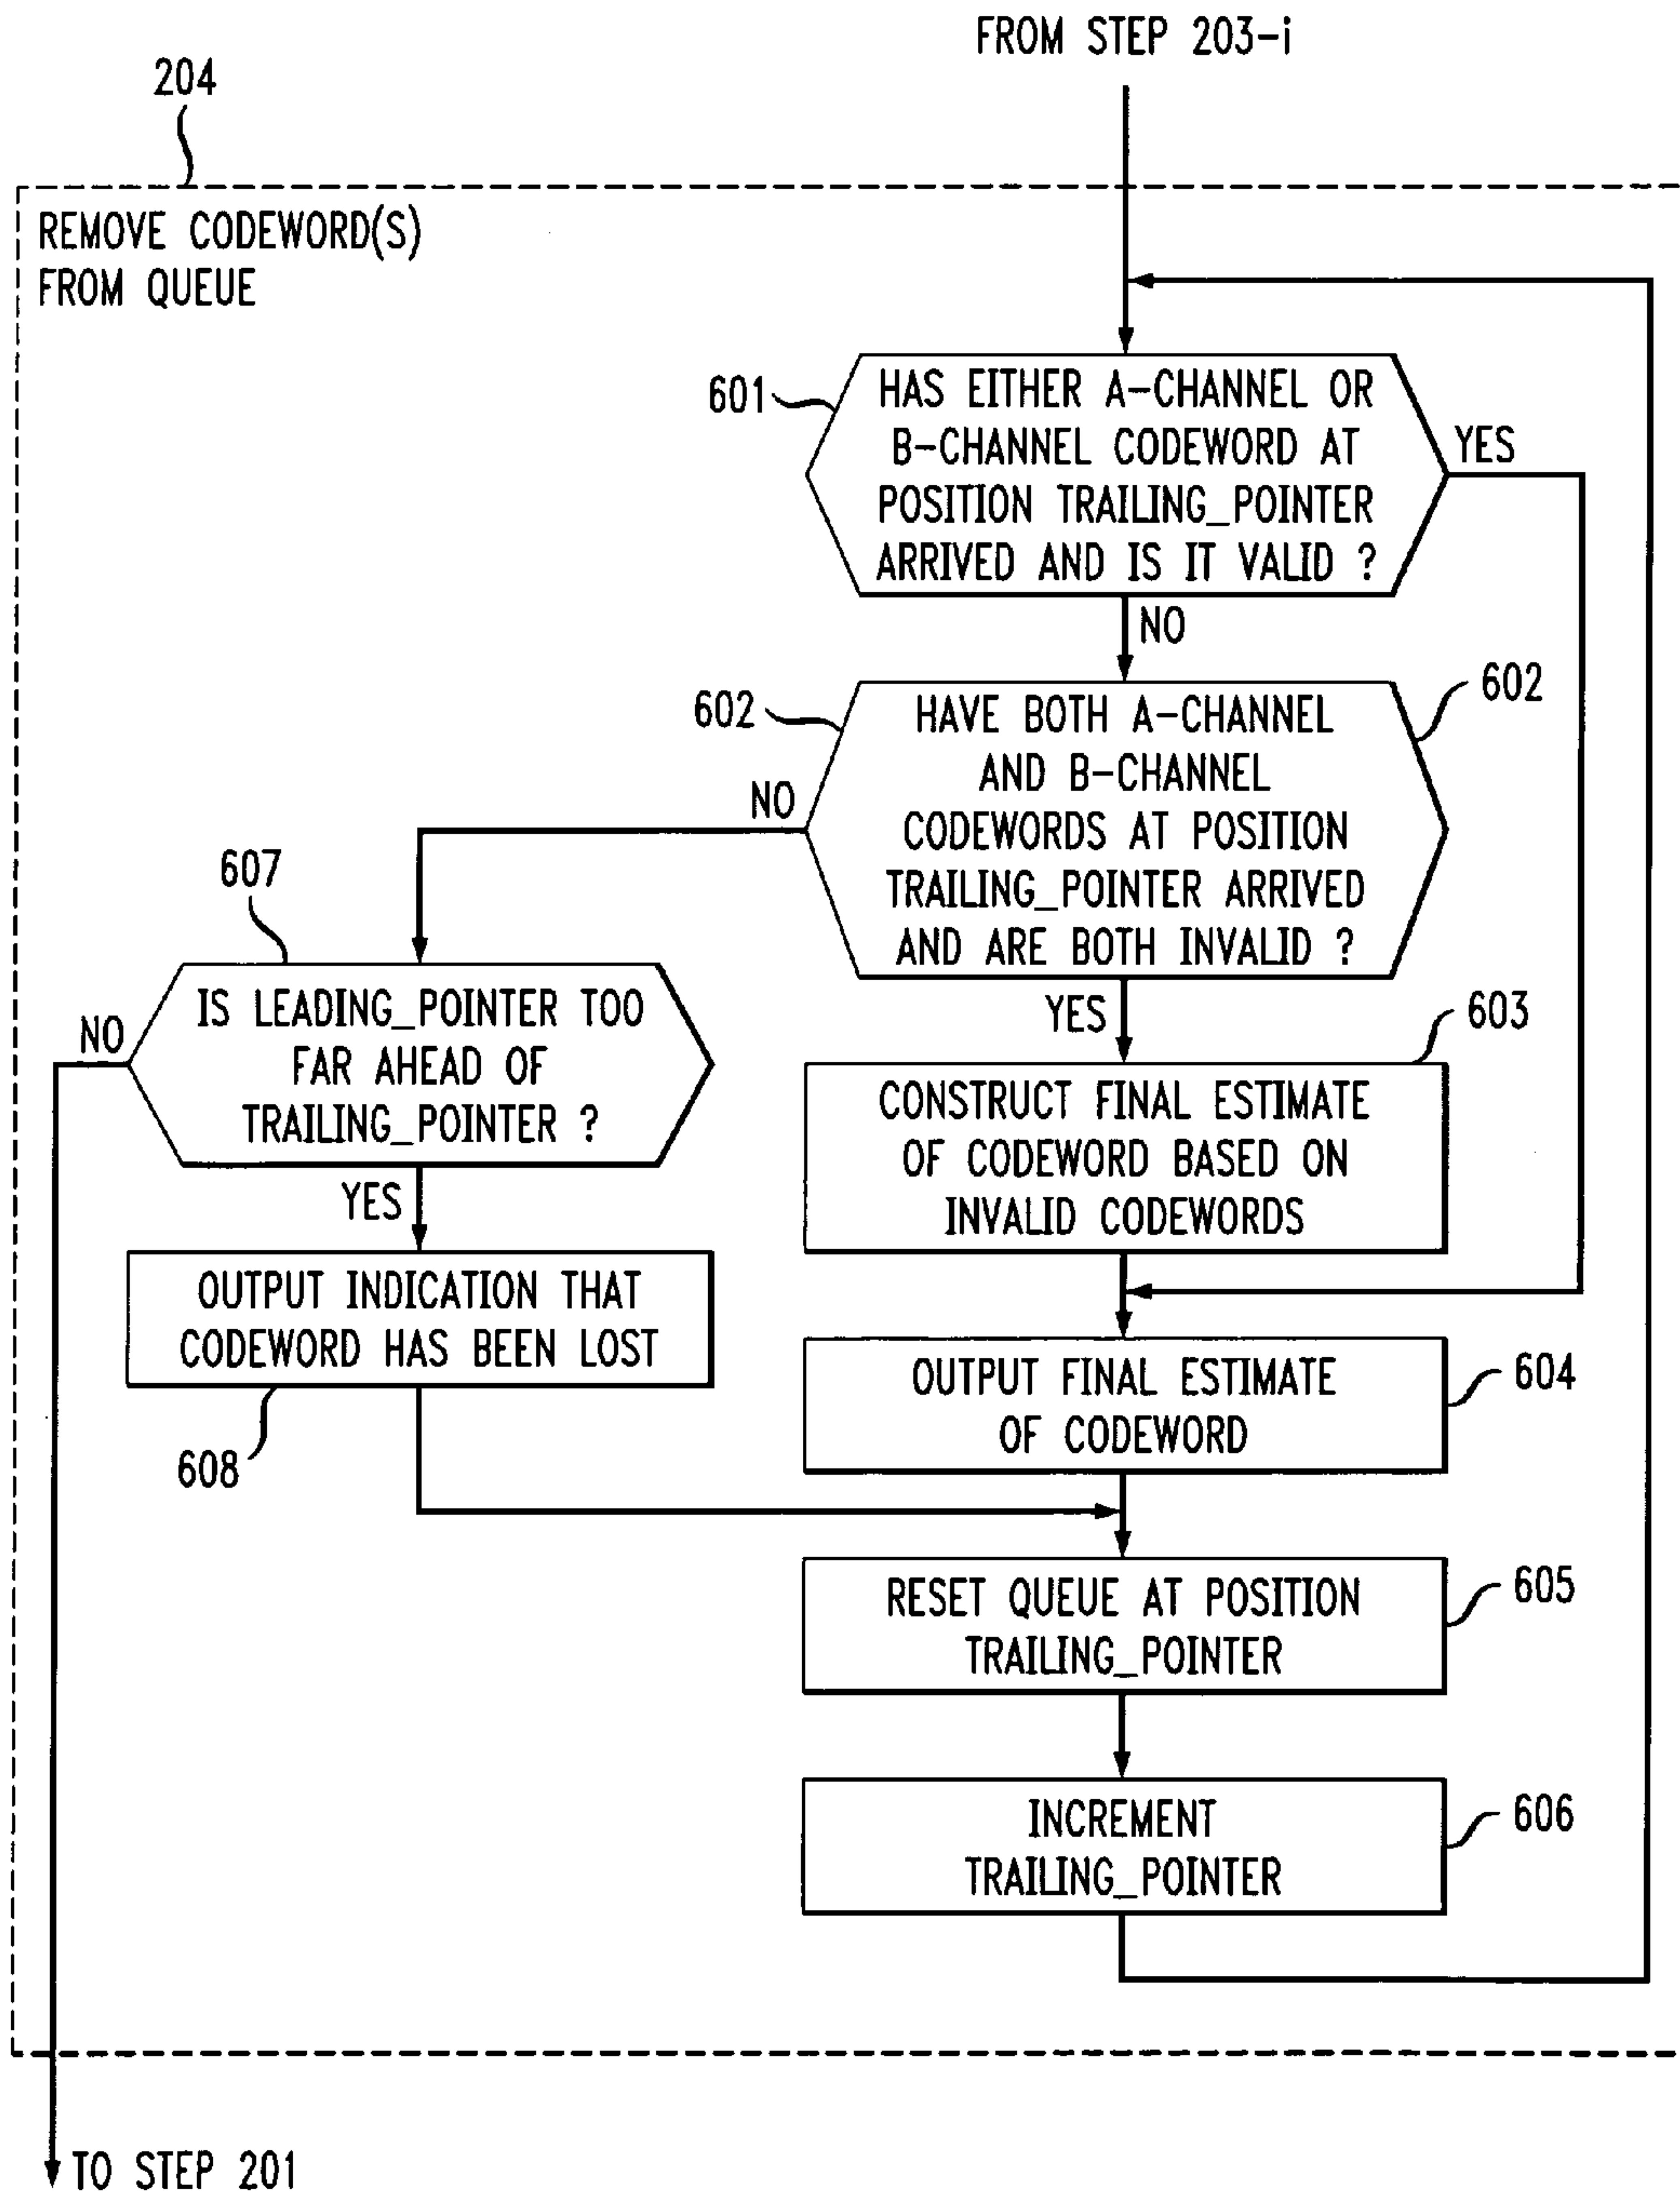 FROM STEP 203-i
204
REMOVE CODEWORD(S)
FROM QUEUE
601
HAS EITHER A-CHANNEL OR
B-CHANNEL CODEWORD AT
POSITION TRAILING_POINTER
ARRIVED AND IS IT VALID ?
YES
NO
602
HAVE BOTH A-CHANNEL
AND B-CHANNEL
CODEWORDS AT POSITION
TRAILING_POINTER ARRIVED
AND ARE BOTH INVALID ?
602
NO
YES
607
IS LEADING_POINTER TOO
FAR AHEAD OF
TRAILING_POINTER ?
NO
YES
603
CONSTRUCT FINAL ESTIMATE
OF CODEWORD BASED ON
INVALID CODEWORDS
OUTPUT INDICATION THAT
CODEWORD HAS BEEN LOST
608
OUTPUT FINAL ESTIMATE
OF CODEWORD
604
RESET QUEUE AT POSITION
TRAILING_POINTER
605
INCREMENT
TRAILING_POINTER
606
TO STEP 201